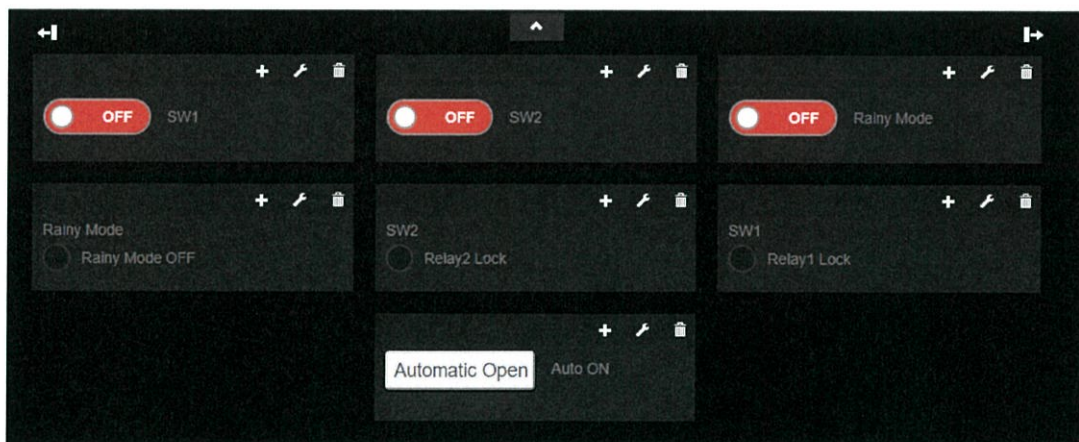 OFF SW1
OFF SW2
OFF Rainy Mode
Rainy Mode
Rainy Mode OFF
SW2
Relay2 Lock
SW1
Relay1 Lock
Automatic Open Auto ON